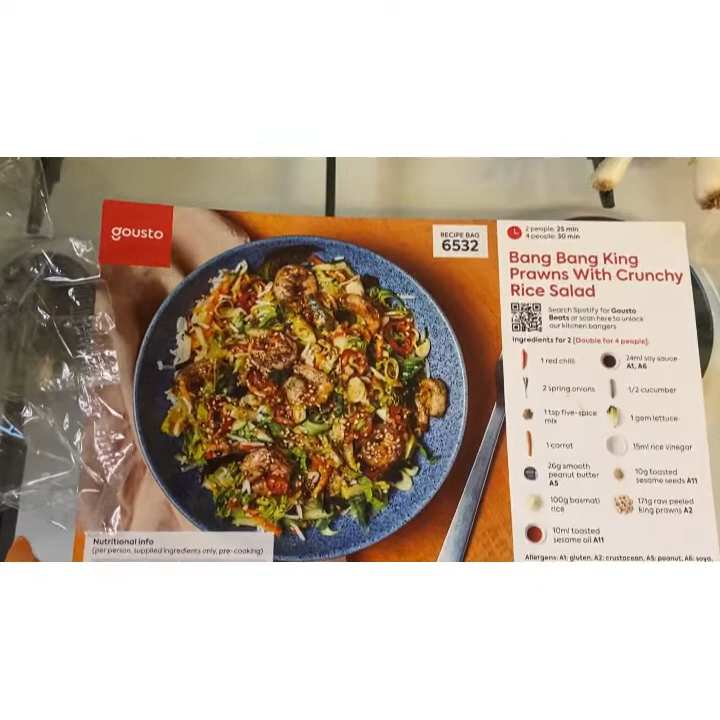 gousto
RECIPE BAG
6532
2 people: 25 min
4 people: 30 min
Bang Bang King
Prawns With Crunchy
Rice Salad
Search Spotify for Gousto
Beats or scan here to unlock
our kitchen bangers
Ingredients for 2 [Double for 4 people]:
1 red chilli
24ml soy sauce
A1, A6
2 spring onions
1/2 cucumber
1 tsp five-spice
mix
1 gem lettuce
1 carrot
15ml rice vinegar
26g smooth
peanut butter
A5
10g toasted
sesame seeds A11
100g basmati
rice
171g raw peeled
king prawns A2
10ml toasted
sesame oil A11
Allergens: A1: gluten, A2: crustacean, A5: peanut, A6: soya,
Nutritional info
(per person, supplied ingredients only, pre-cooking)